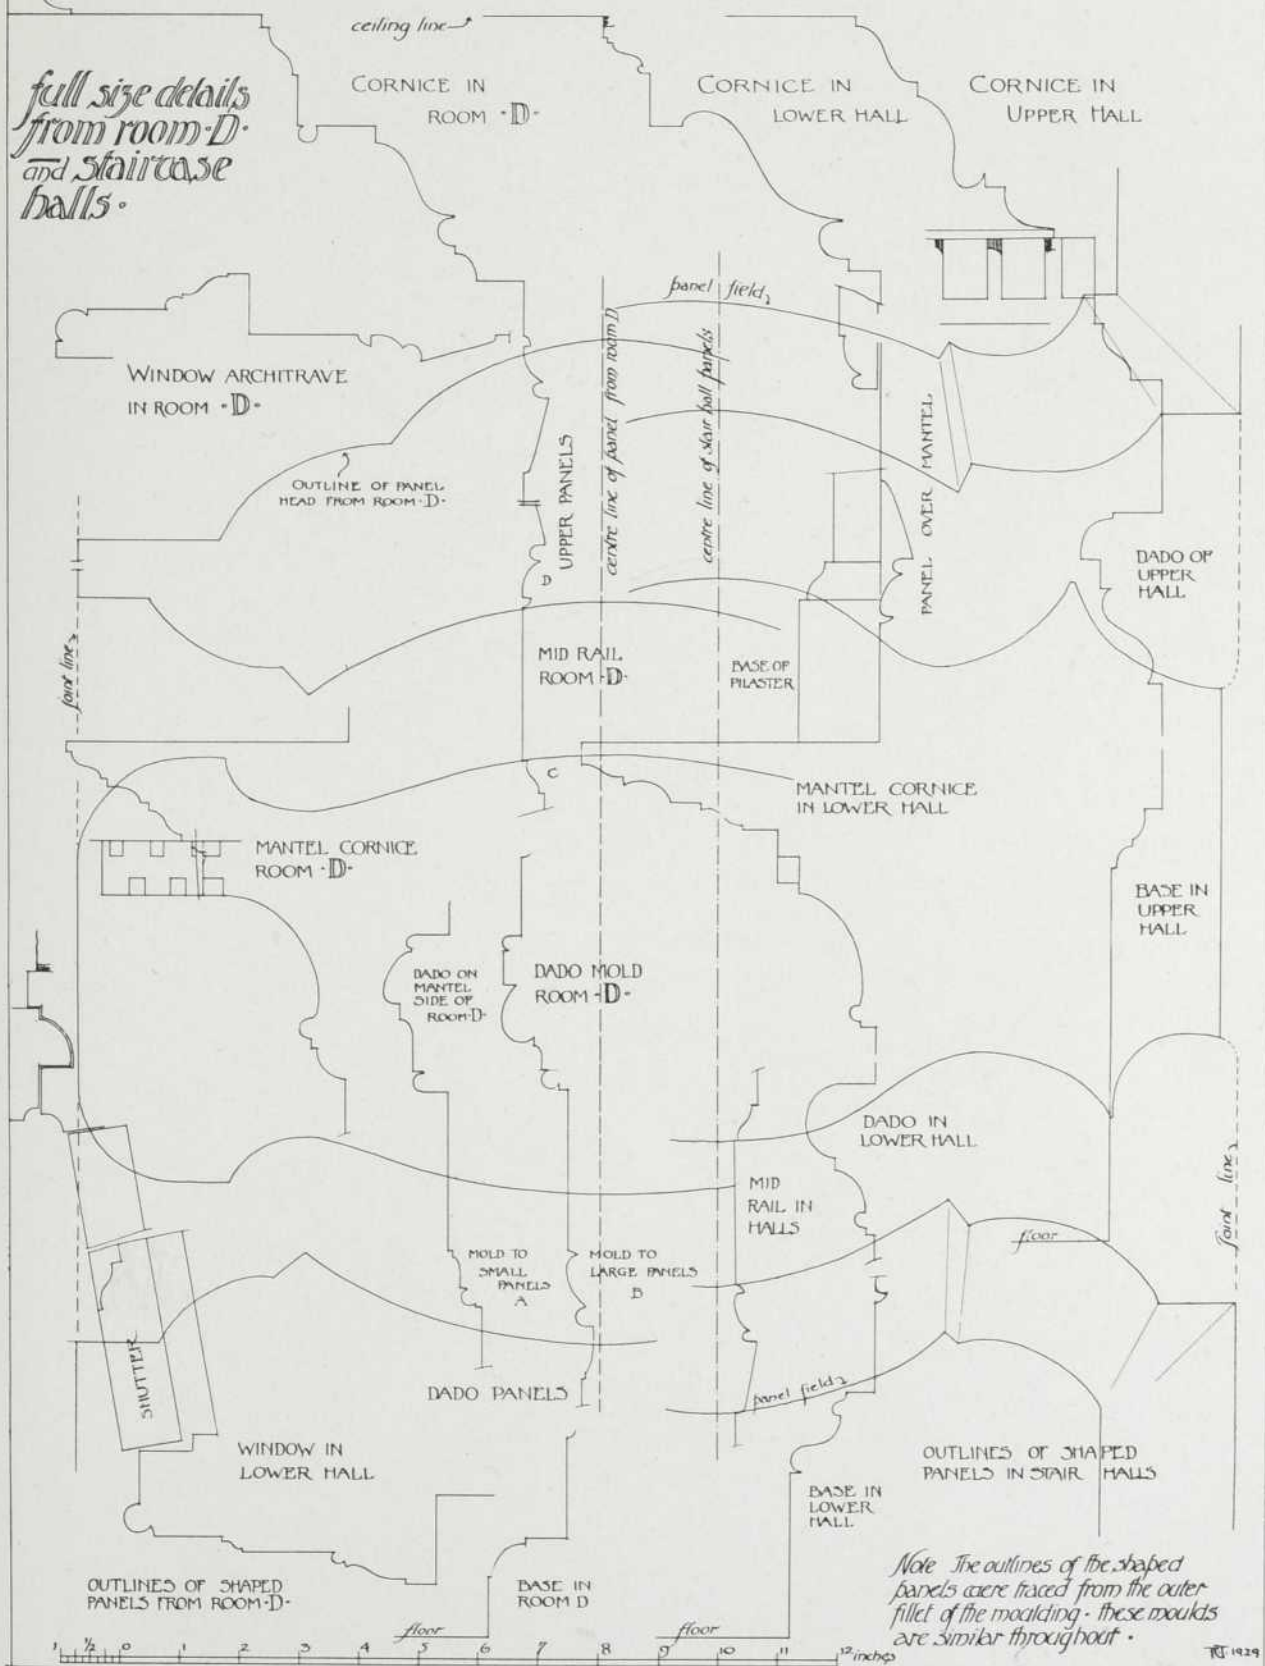 ceiling line
full size details
from room·D·
and staircase
halls·
CORNICE IN
ROOM ·D·
CORNICE IN
LOWER HALL
CORNICE IN
UPPER HALL
panel field
WINDOW ARCHITRAVE
IN ROOM ·D·
OUTLINE OF PANEL
HEAD FROM ROOM·D·
UPPER PANELS
centre line of panel from room D
centre line of stair hall panels
PANEL OVER MANTEL
D
DADO OF
UPPER
HALL
joint line
MID RAIL
ROOM ·D·
BASE OF
PILASTER
C
MANTEL CORNICE
IN LOWER HALL
MANTEL CORNICE
ROOM ·D·
BASE IN
UPPER
HALL
DADO ON
MANTEL
SIDE OF
ROOM·D·
DADO MOLD
ROOM ·D·
DADO IN
LOWER HALL
MID
RAIL IN
HALLS
joint line
floor
MOLD TO
SMALL
PANELS
A
MOLD TO
LARGE PANELS
B
SHUTTER
DADO PANELS
panel field
WINDOW IN
LOWER HALL
OUTLINES OF SHAPED
PANELS IN STAIR HALLS
BASE IN
LOWER
HALL
OUTLINES OF SHAPED
PANELS FROM ROOM·D·
BASE IN
ROOM D
Note The outlines of the shaped
panels were traced from the outer
fillet of the moulding · these moulds
are similar throughout ·
floor
floor
1 ½ 0 1 2 3 4 5 6 7 8 9 10 11 12 inches
1929